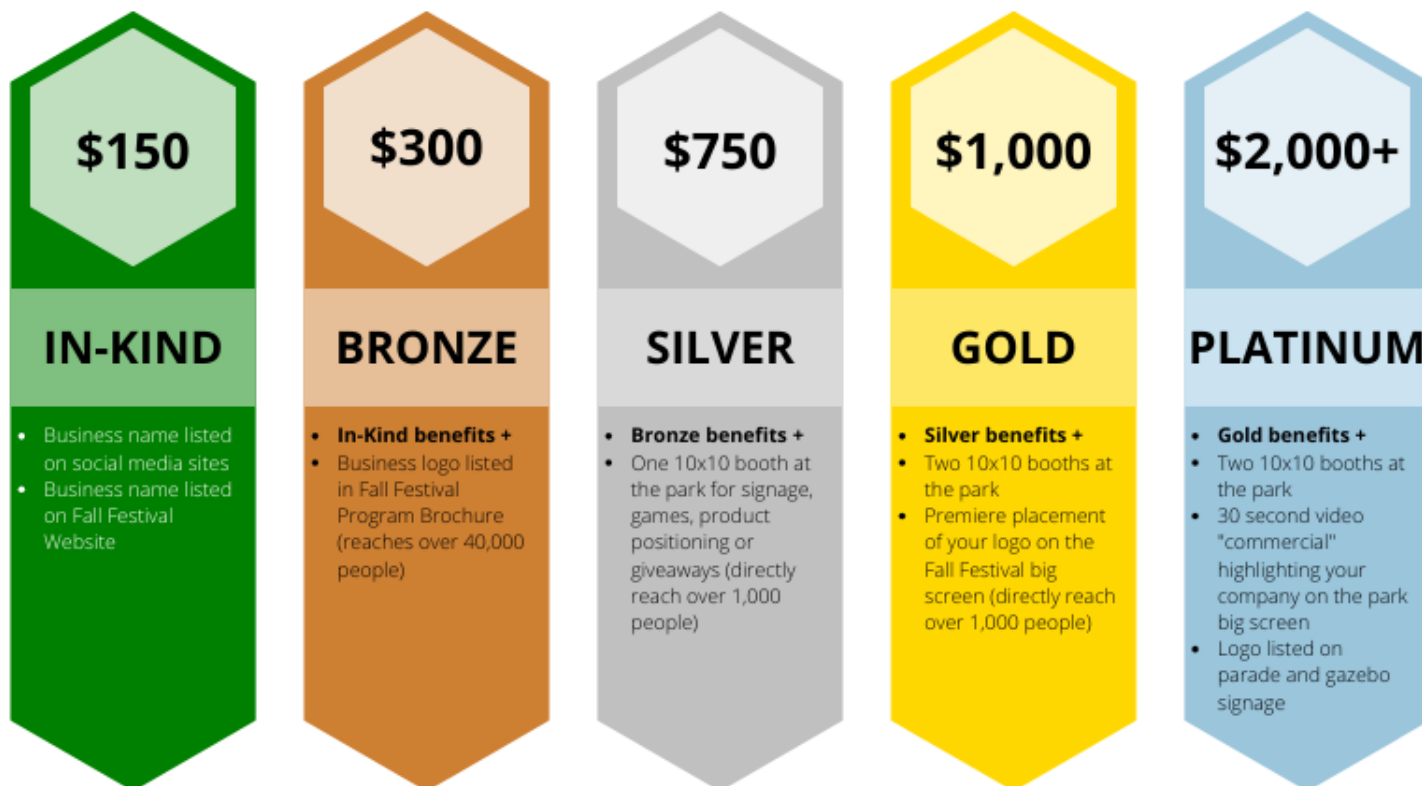 $150
IN-KIND
• Business name listed
on social media sites
• Business name listed
on Fall Festival
Website
$300
BRONZE
• In-Kind benefits +
• Business logo listed
in Fall Festival
Program Brochure
(reaches over 40,000
people)
$750
SILVER
• Bronze benefits +
• One 10x10 booth at
the park for signage,
games, product
positioning or
giveaways (directly
reach over 1,000
people)
$1,000
GOLD
• Silver benefits +
• Two 10x10 booths at
the park
• Premiere placement
of your logo on the
Fall Festival big
screen (directly reach
over 1,000 people)
$2,000+
PLATINUM
• Gold benefits +
• Two 10x10 booths at
the park
• 30 second video
"commercial"
highlighting your
company on the park
big screen
• Logo listed on
parade and gazebo
signage